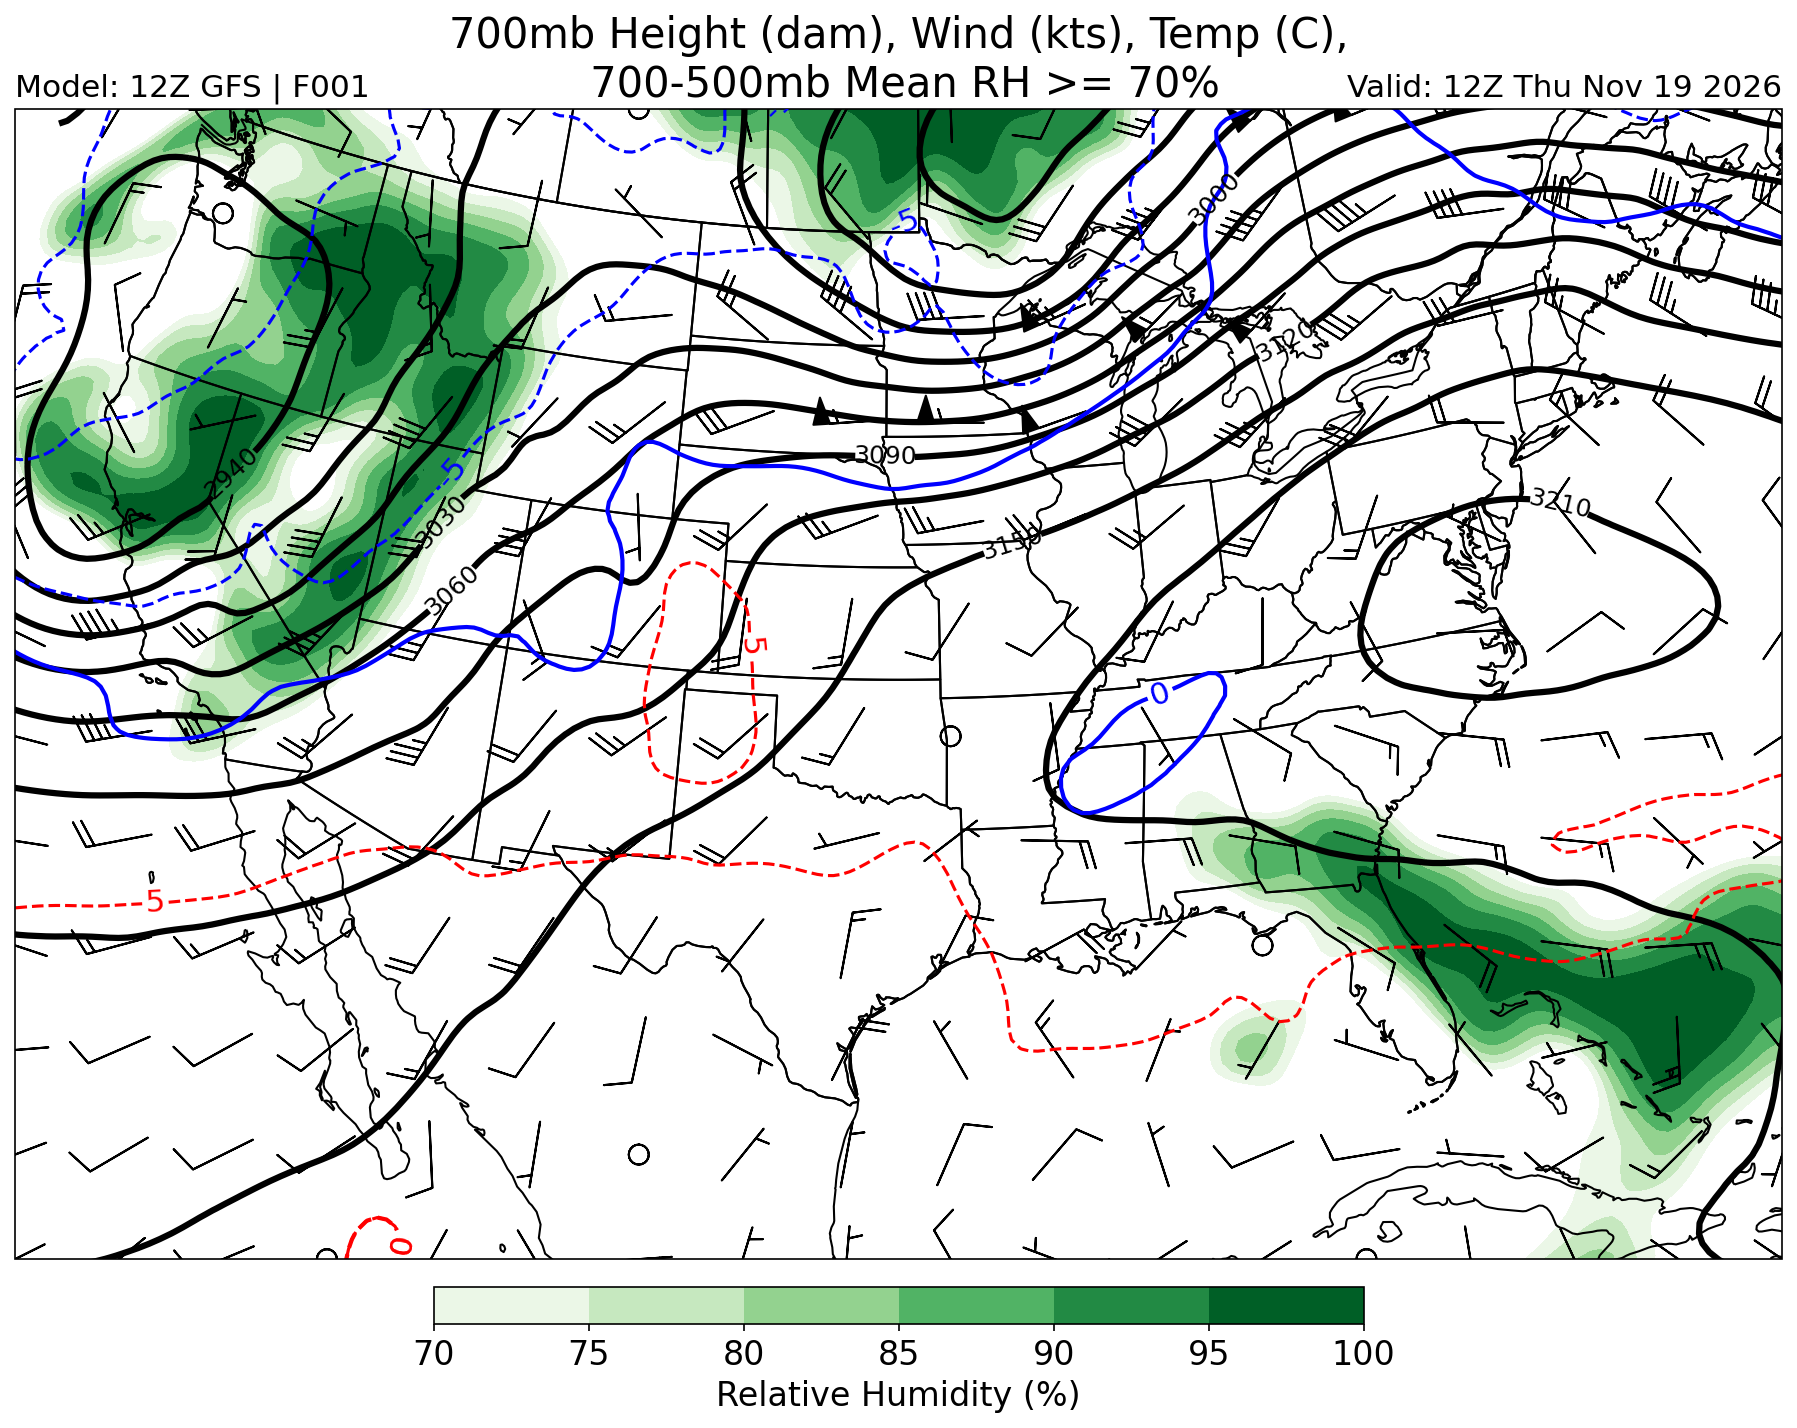 700mb Height (dam), Wind (kts), Temp (C),
700-500mb Mean RH >= 70%
Model: 12Z GFS | F001
Valid: 12Z Thu Nov 19 2026
3000
-5
3120
2940
-5
3090
3030
3210
3150
3060
5
0
5
0
70 75 80 85 90 95 100
Relative Humidity (%)